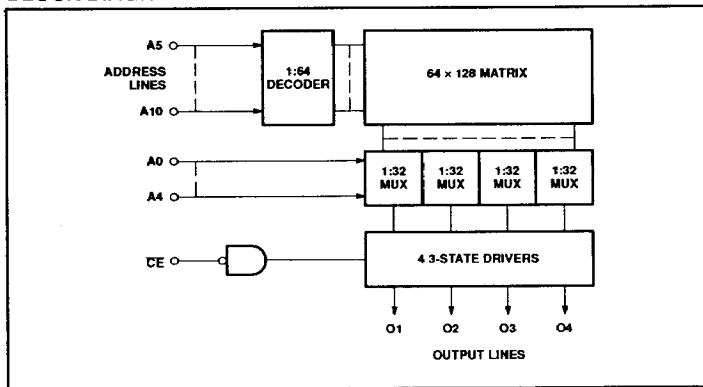 A5
ADDRESS
LINES
A10
1:64
DECODER
64 × 128 MATRIX
A0
A4
1:32
MUX
1:32
MUX
1:32
MUX
1:32
MUX
CE
4 3-STATE DRIVERS
O1 O2 O3 O4
OUTPUT LINES